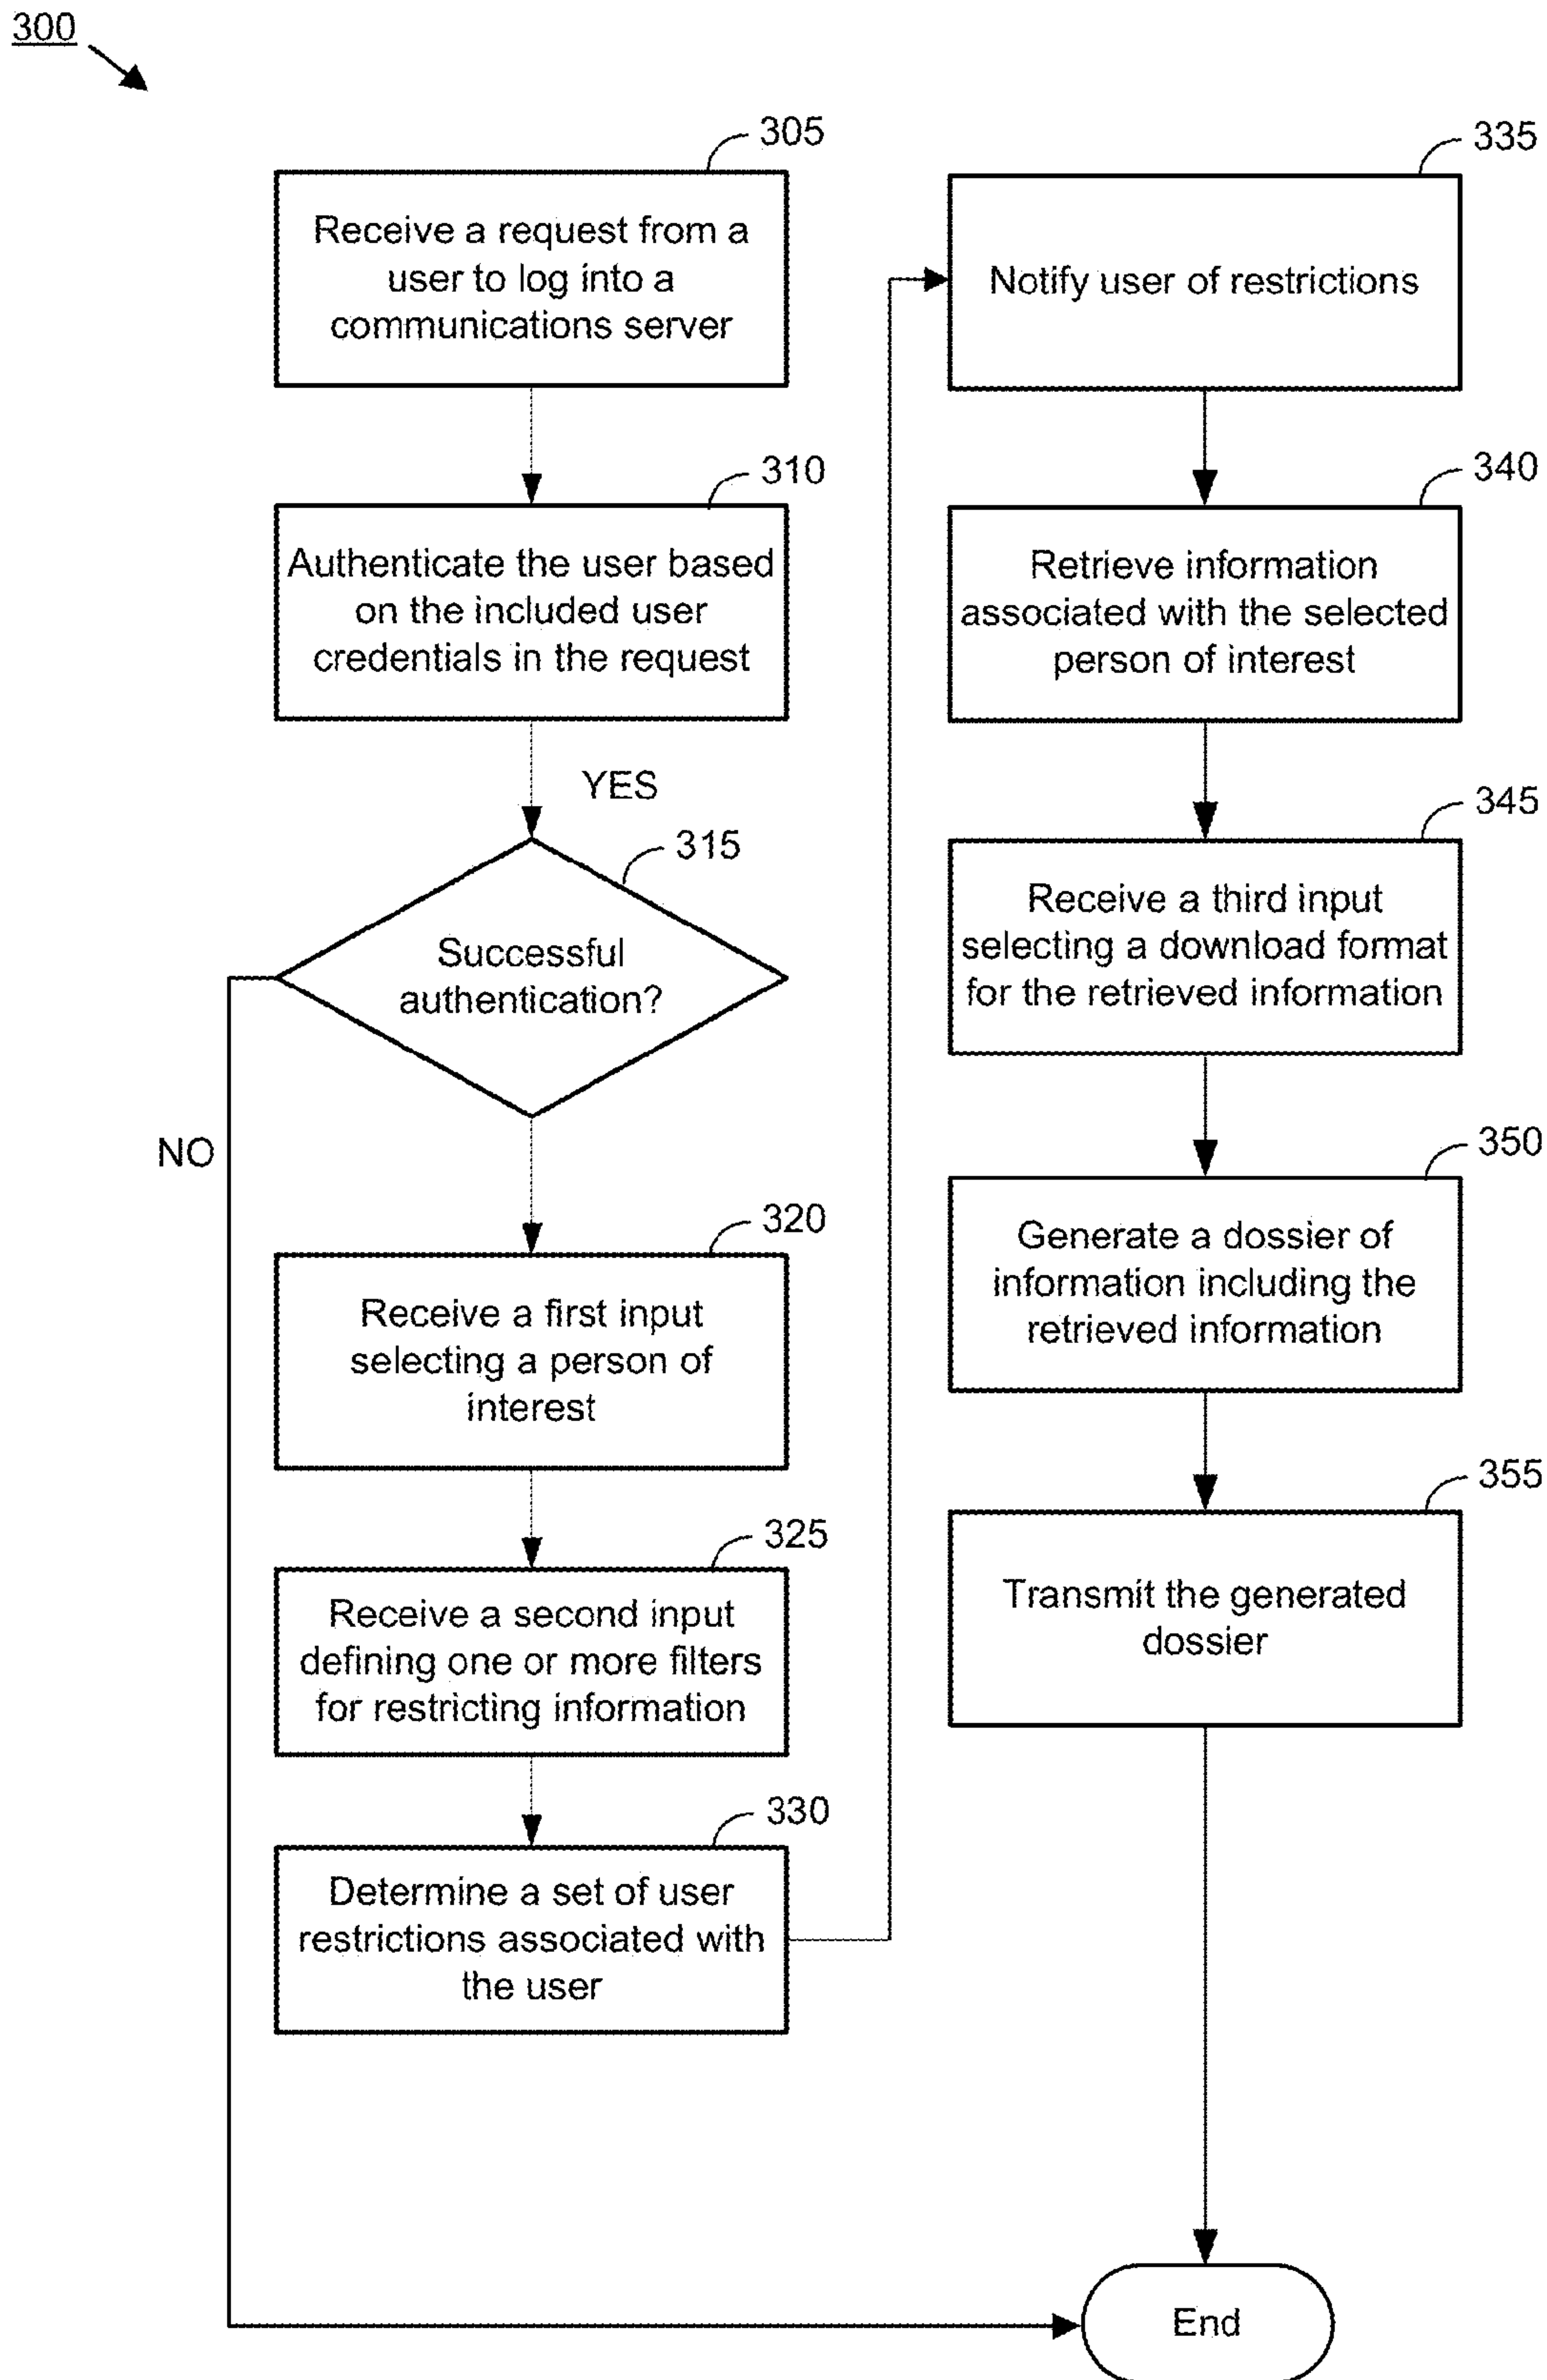 300
305
Receive a request from a
user to log into a
communications server
310
Authenticate the user based
on the included user
credentials in the request
YES
315
Successful
authentication?
NO
320
Receive a first input
selecting a person of
interest
325
Receive a second input
defining one or more filters
for restricting information
330
Determine a set of user
restrictions associated with
the user
335
Notify user of restrictions
340
Retrieve information
associated with the selected
person of interest
345
Receive a third input
selecting a download format
for the retrieved information
350
Generate a dossier of
information including the
retrieved information
355
Transmit the generated
dossier
End